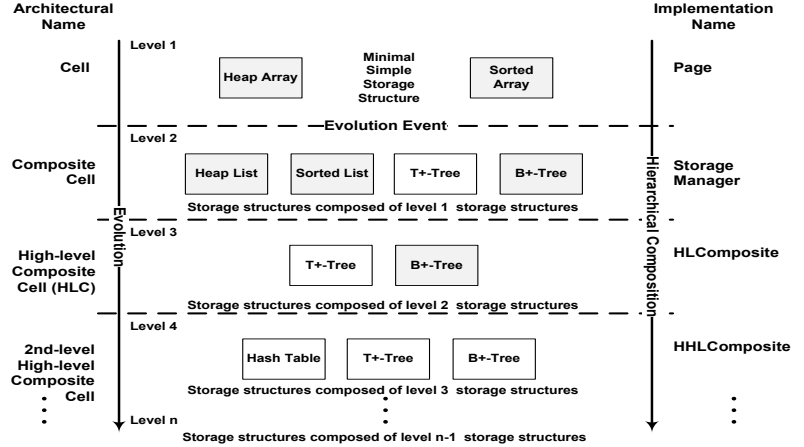 Architectural
Name
Implementation
Name
Level 1
Cell
Heap Array
Minimal
Simple
Storage
Structure
Sorted
Array
Page
Evolution Event
Level 2
Composite
Cell
Heap List
Sorted List
T+-Tree
B+-Tree
Storage
Manager
Storage structures composed of level 1 storage structures
Evolution
Hierarchical Composition
Level 3
High-level
Composite
Cell (HLC)
T+-Tree
B+-Tree
HLComposite
Storage structures composed of level 2 storage structures
Level 4
2nd-level
High-level
Composite
Cell
Hash Table
T+-Tree
B+-Tree
HHLComposite
Storage structures composed of level 3 storage structures
Level n
Storage structures composed of level n-1 storage structures